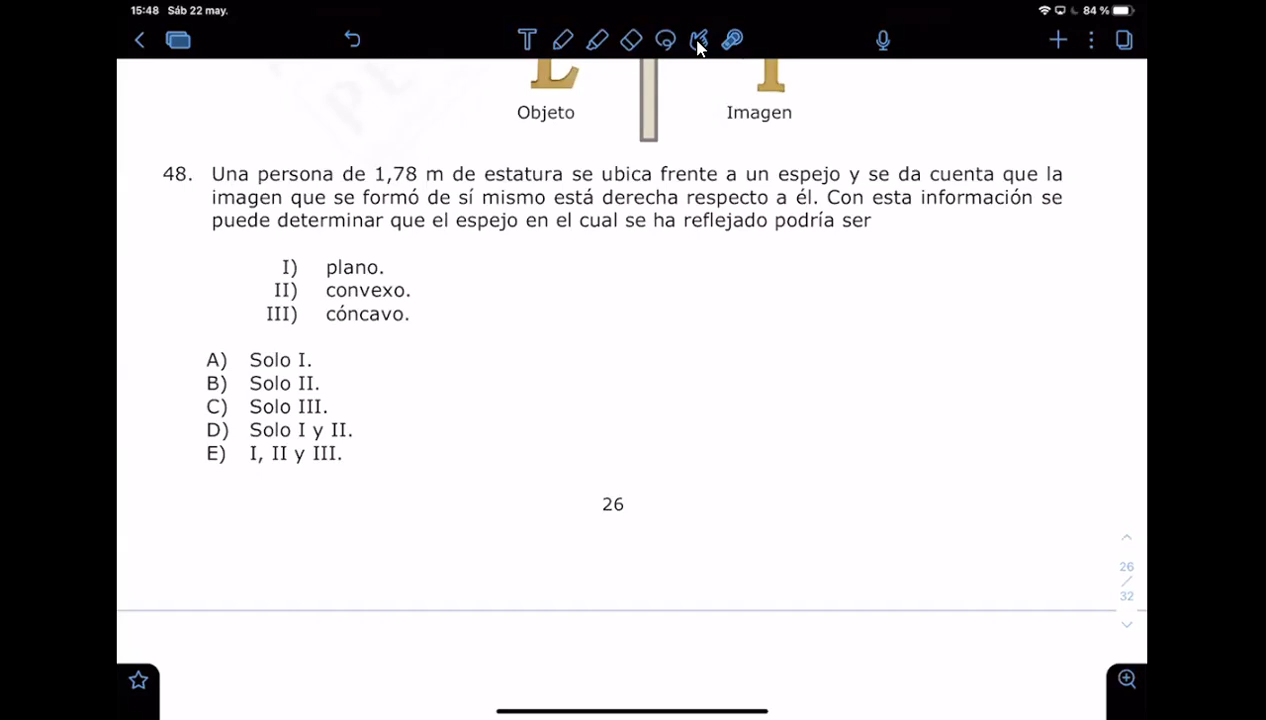 15:48 Sáb 22 may.
84 %
Objeto
Imagen
48. Una persona de 1,78 m de estatura se ubica frente a un espejo y se da cuenta que la
imagen que se formó de sí mismo está derecha respecto a él. Con esta información se
puede determinar que el espejo en el cual se ha reflejado podría ser
I) plano.
II) convexo.
III) cóncavo.
A) Solo I.
B) Solo II.
C) Solo III.
D) Solo I y II.
E) I, II y III.
26
26
/
32